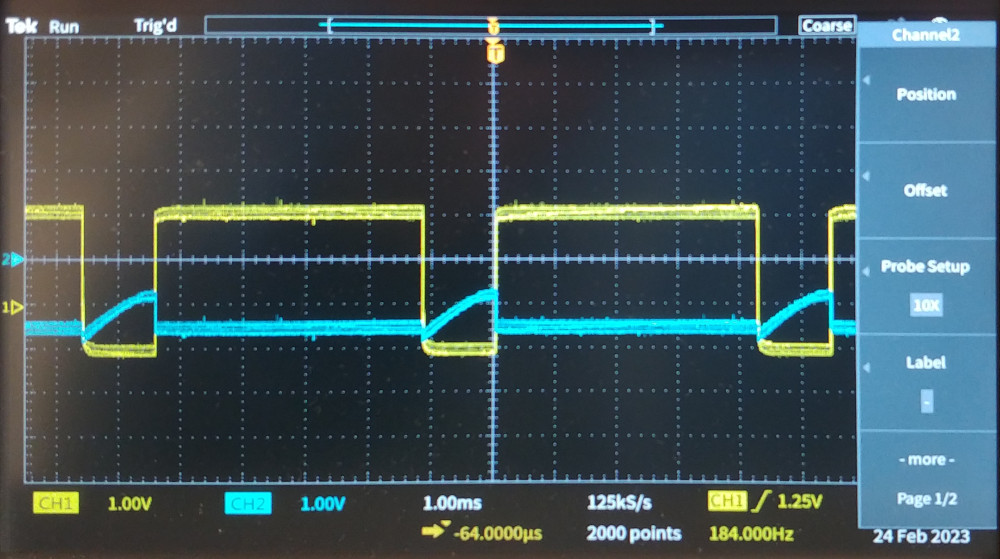 Tek Run Trig'd Coarse
Channel2
T
Position
Offset
Probe Setup
10X
Label
-
- more -
Page 1/2
2
1
CH1 1.00V CH2 1.00V 1.00ms 125kS/s CH1 1.25V
-64.0000µs 2000 points 184.000Hz
24 Feb 2023